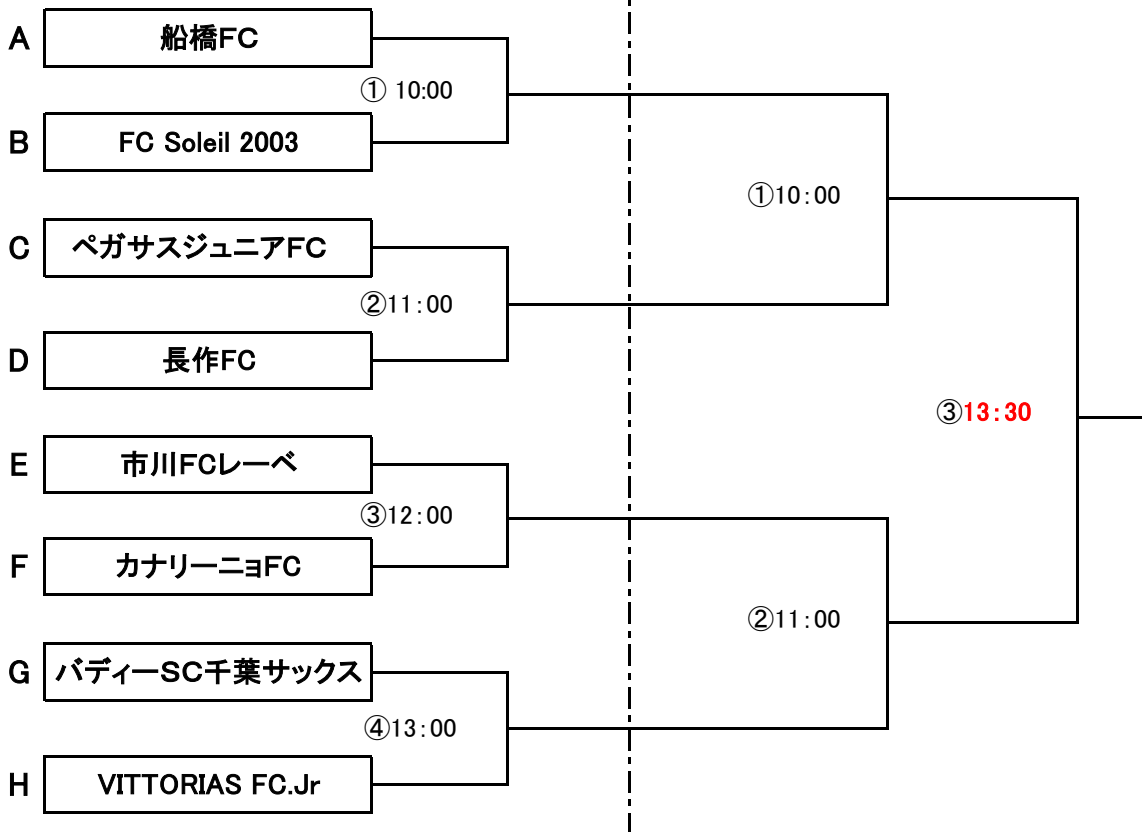 A
船橋FC
① 10:00
①10:00
B
FC Soleil 2003
C
ペガサスジュニアFC
②11:00
D
長作FC
③13:30
E
市川FCレーベ
③12:00
F
カナリーニョFC
②11:00
G
バディーSC千葉サックス
④13:00
H
VITTORIAS FC.Jr